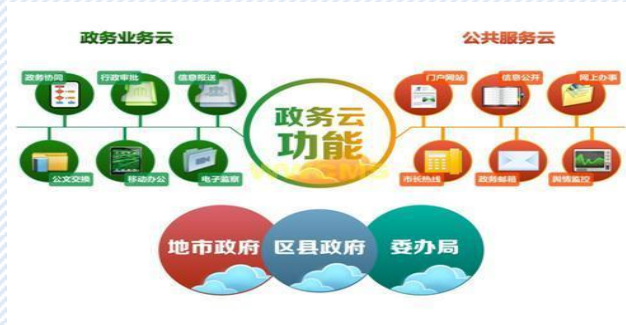 政务业务云
公共服务云
政务协同
行政审批
信息报送
门户网站
信息公开
网上办事
政务云
功能
公文交换
移动办公
电子监察
市长热线
政务邮箱
舆情监控
地市政府
区县政府
委办局